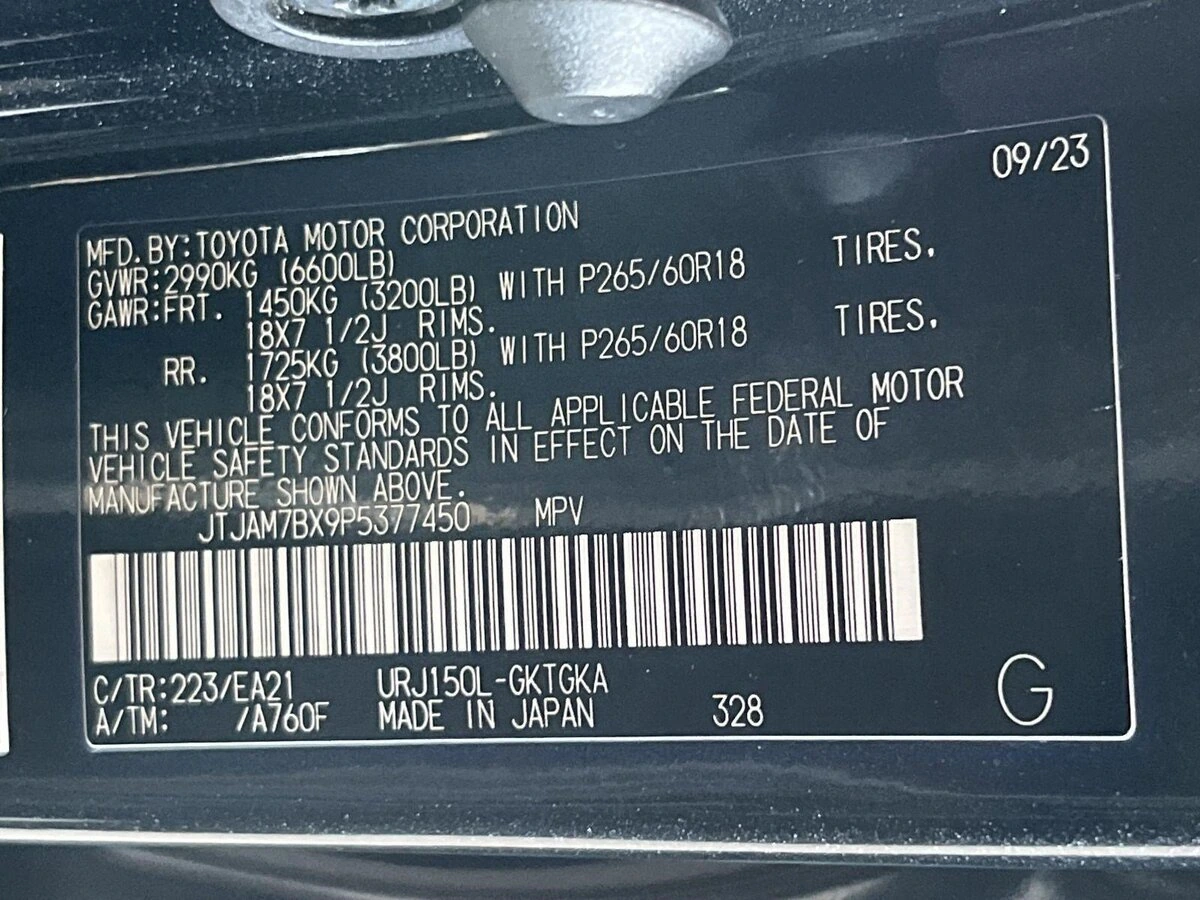 09/23
MFD.BY:TOYOTA MOTOR CORPORATION
GVWR:2990KG (6600LB)
GAWR:FRT. 1450KG (3200LB) WITH P265/60R18 TIRES.
18X7 1/2J RIMS.
RR. 1725KG (3800LB) WITH P265/60R18 TIRES.
18X7 1/2J RIMS.
THIS VEHICLE CONFORMS TO ALL APPLICABLE FEDERAL MOTOR
VEHICLE SAFETY STANDARDS IN EFFECT ON THE DATE OF
MANUFACTURE SHOWN ABOVE.
JTJAM7BX9P5377450 MPV
C/TR:223/EA21 URJ150L-GKTGKA
A/TM: /A760F MADE IN JAPAN 328 G